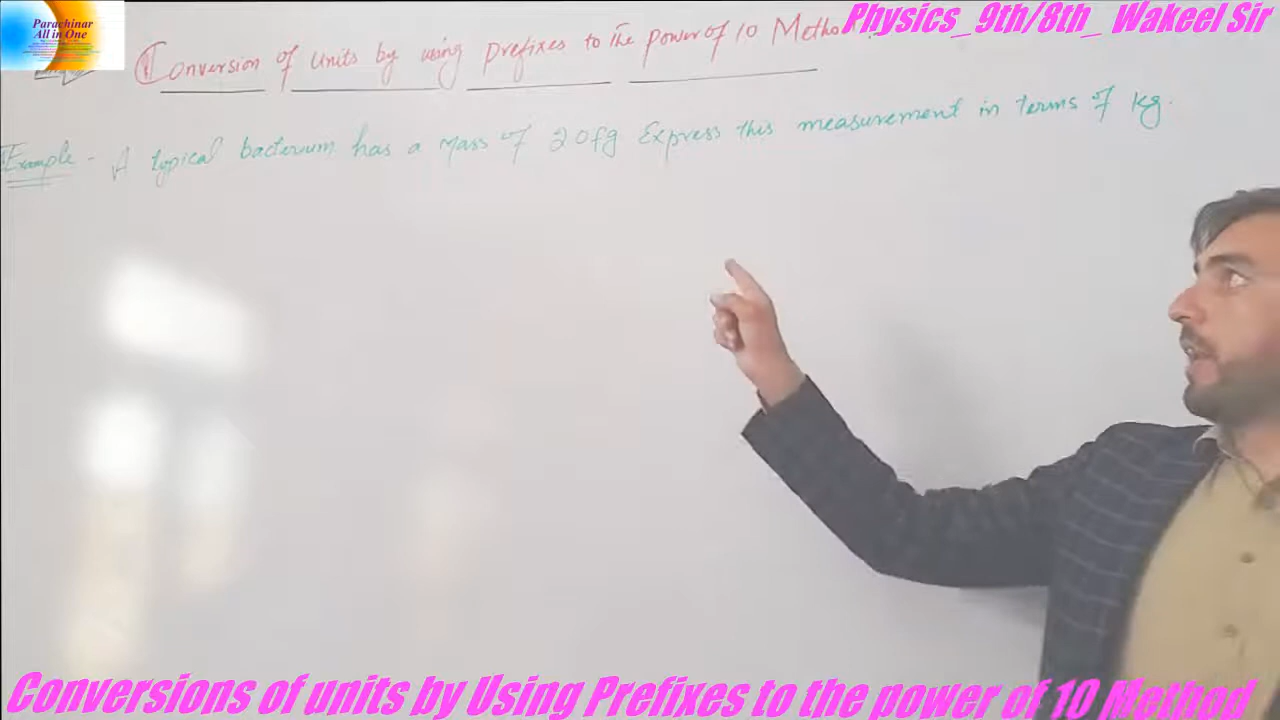 Parachinar
All in One
Physics_9th/8th_ Wakeel Sir
Conversion of units by using prefixes to the power of 10 Metho
Example - A typical bacterium has a Mass of 20fg Express this measurement in terms of kg.
Conversions of units by Using Prefixes to the power of 10 Method